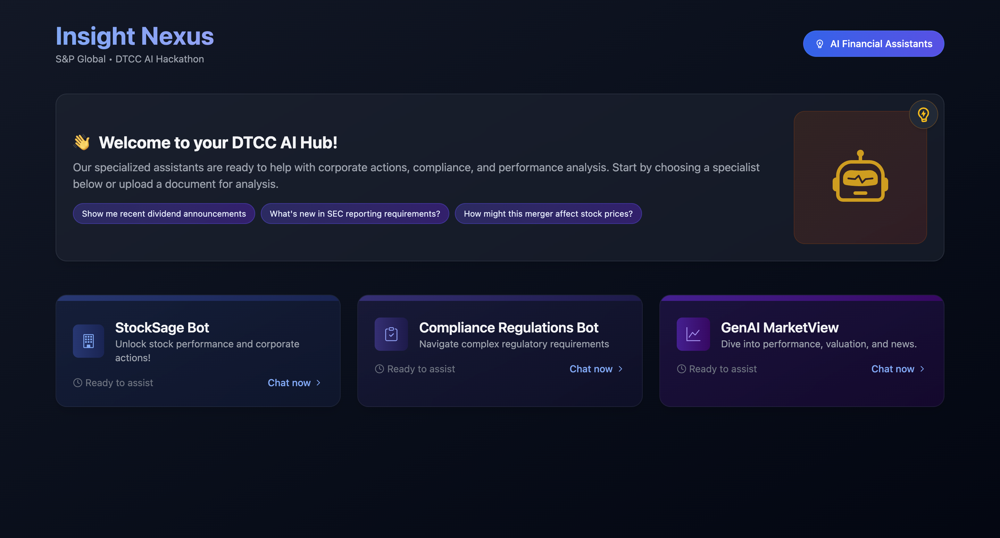 Insight Nexus
S&P Global • DTCC AI Hackathon
AI Financial Assistants
👋 Welcome to your DTCC AI Hub!
Our specialized assistants are ready to help with corporate actions, compliance, and performance analysis. Start by choosing a specialist
below or upload a document for analysis.
Show me recent dividend announcements
What's new in SEC reporting requirements?
How might this merger affect stock prices?
StockSage Bot
Unlock stock performance and corporate
actions!
Ready to assist
Chat now
Compliance Regulations Bot
Navigate complex regulatory requirements
Ready to assist
Chat now
GenAI MarketView
Dive into performance, valuation, and news.
Ready to assist
Chat now